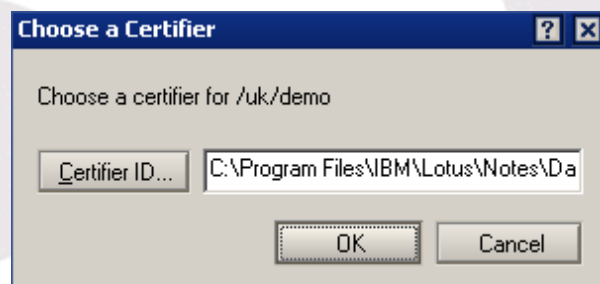 Choose a Certifier
Choose a certifier for /uk/demo
Certifier ID... C:\Program Files\IBM\Lotus\Notes\Da
OK Cancel